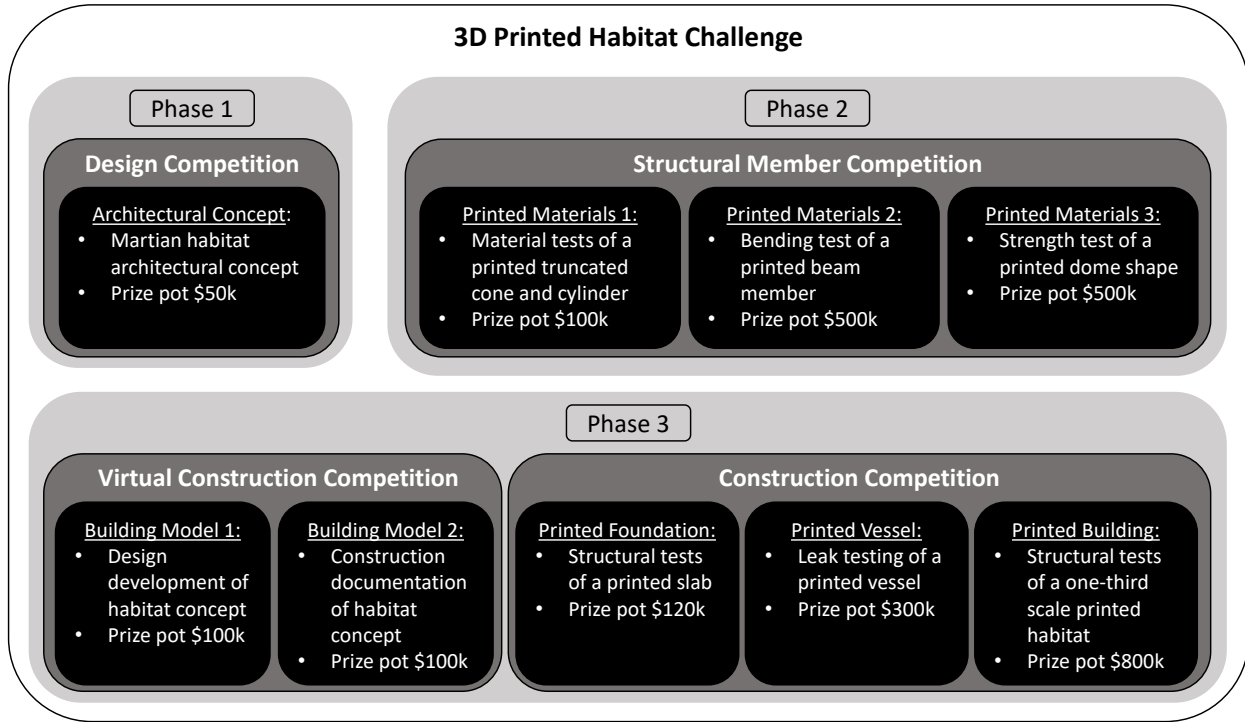 3D Printed Habitat Challenge
Phase 1
Design Competition
Architectural Concept:
• Martian habitat
architectural concept
• Prize pot $50k
Phase 2
Structural Member Competition
Printed Materials 1:
• Material tests of a
printed truncated
cone and cylinder
• Prize pot $100k
Printed Materials 2:
• Bending test of a
printed beam
member
• Prize pot $500k
Printed Materials 3:
• Strength test of a
printed dome shape
• Prize pot $500k
Phase 3
Virtual Construction Competition
Building Model 1:
• Design
development of
habitat concept
• Prize pot $100k
Building Model 2:
• Construction
documentation
of habitat
concept
• Prize pot $100k
Construction Competition
Printed Foundation:
• Structural tests
of a printed slab
• Prize pot $120k
Printed Vessel:
• Leak testing of a
printed vessel
• Prize pot $300k
Printed Building:
• Structural tests
of a one-third
scale printed
habitat
• Prize pot $800k